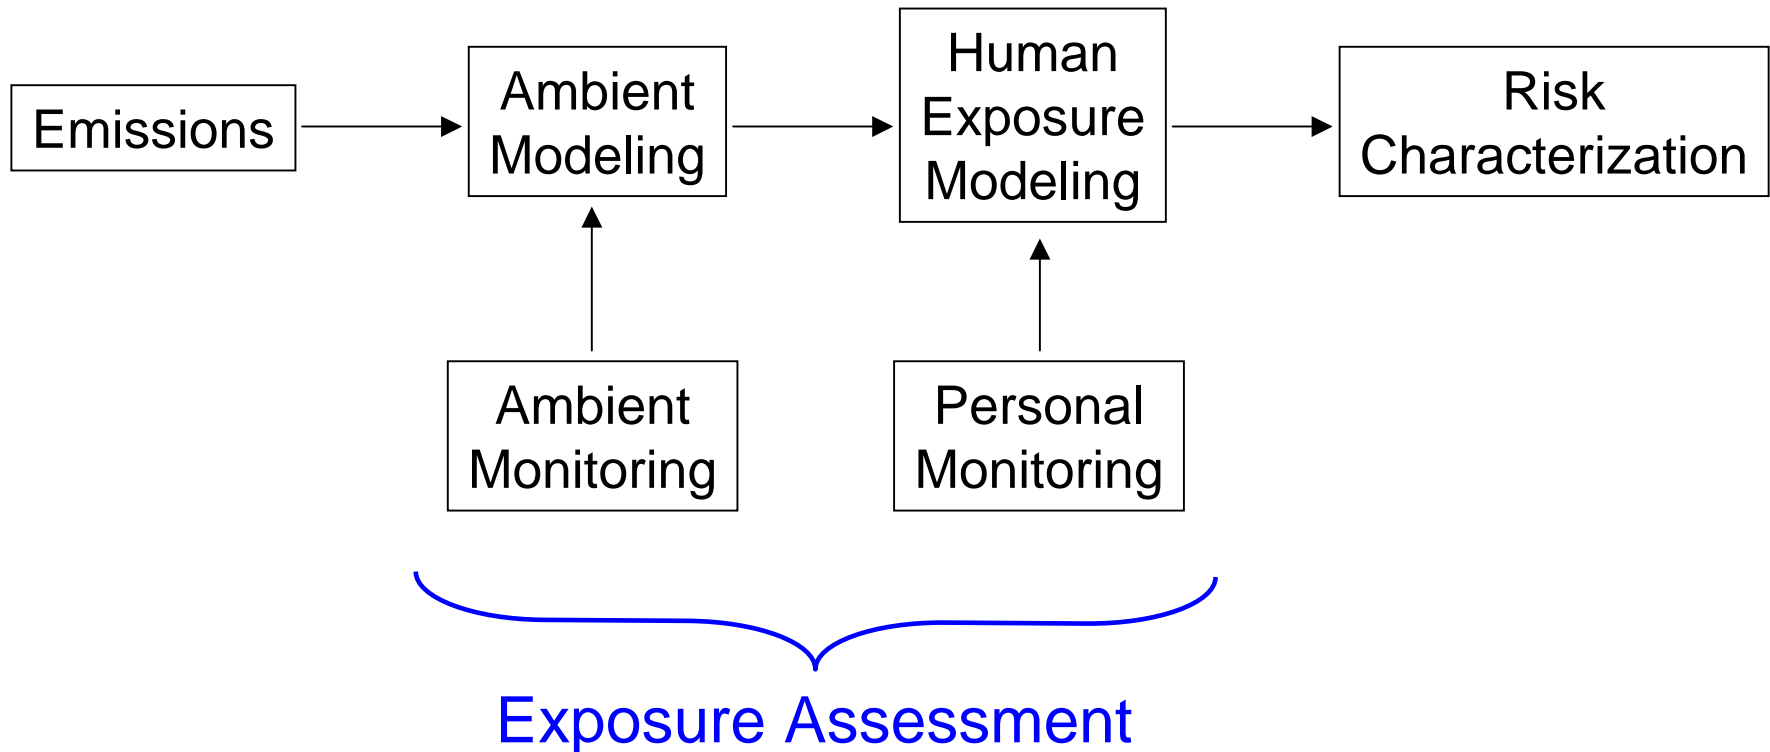 Emissions
Ambient
Modeling
Human
Exposure
Modeling
Risk
Characterization
Ambient
Monitoring
Personal
Monitoring
Exposure Assessment